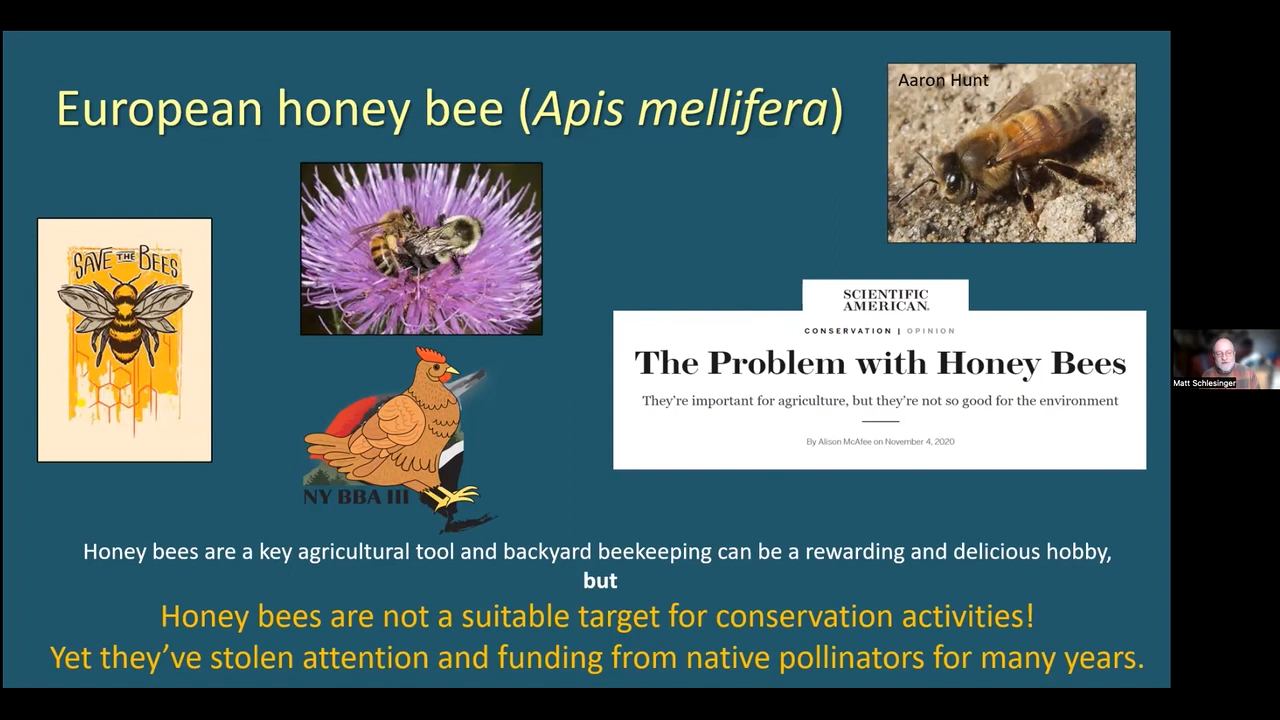 European honey bee (Apis mellifera)
Aaron Hunt
SAVE THE BEES
SCIENTIFIC
AMERICAN.
CONSERVATION | OPINION
The Problem with Honey Bees
They're important for agriculture, but they're not so good for the environment
By Alison McAfee on November 4, 2020
NY BBA III
Matt Schlesinger
Honey bees are a key agricultural tool and backyard beekeeping can be a rewarding and delicious hobby,
but
Honey bees are not a suitable target for conservation activities!
Yet they've stolen attention and funding from native pollinators for many years.